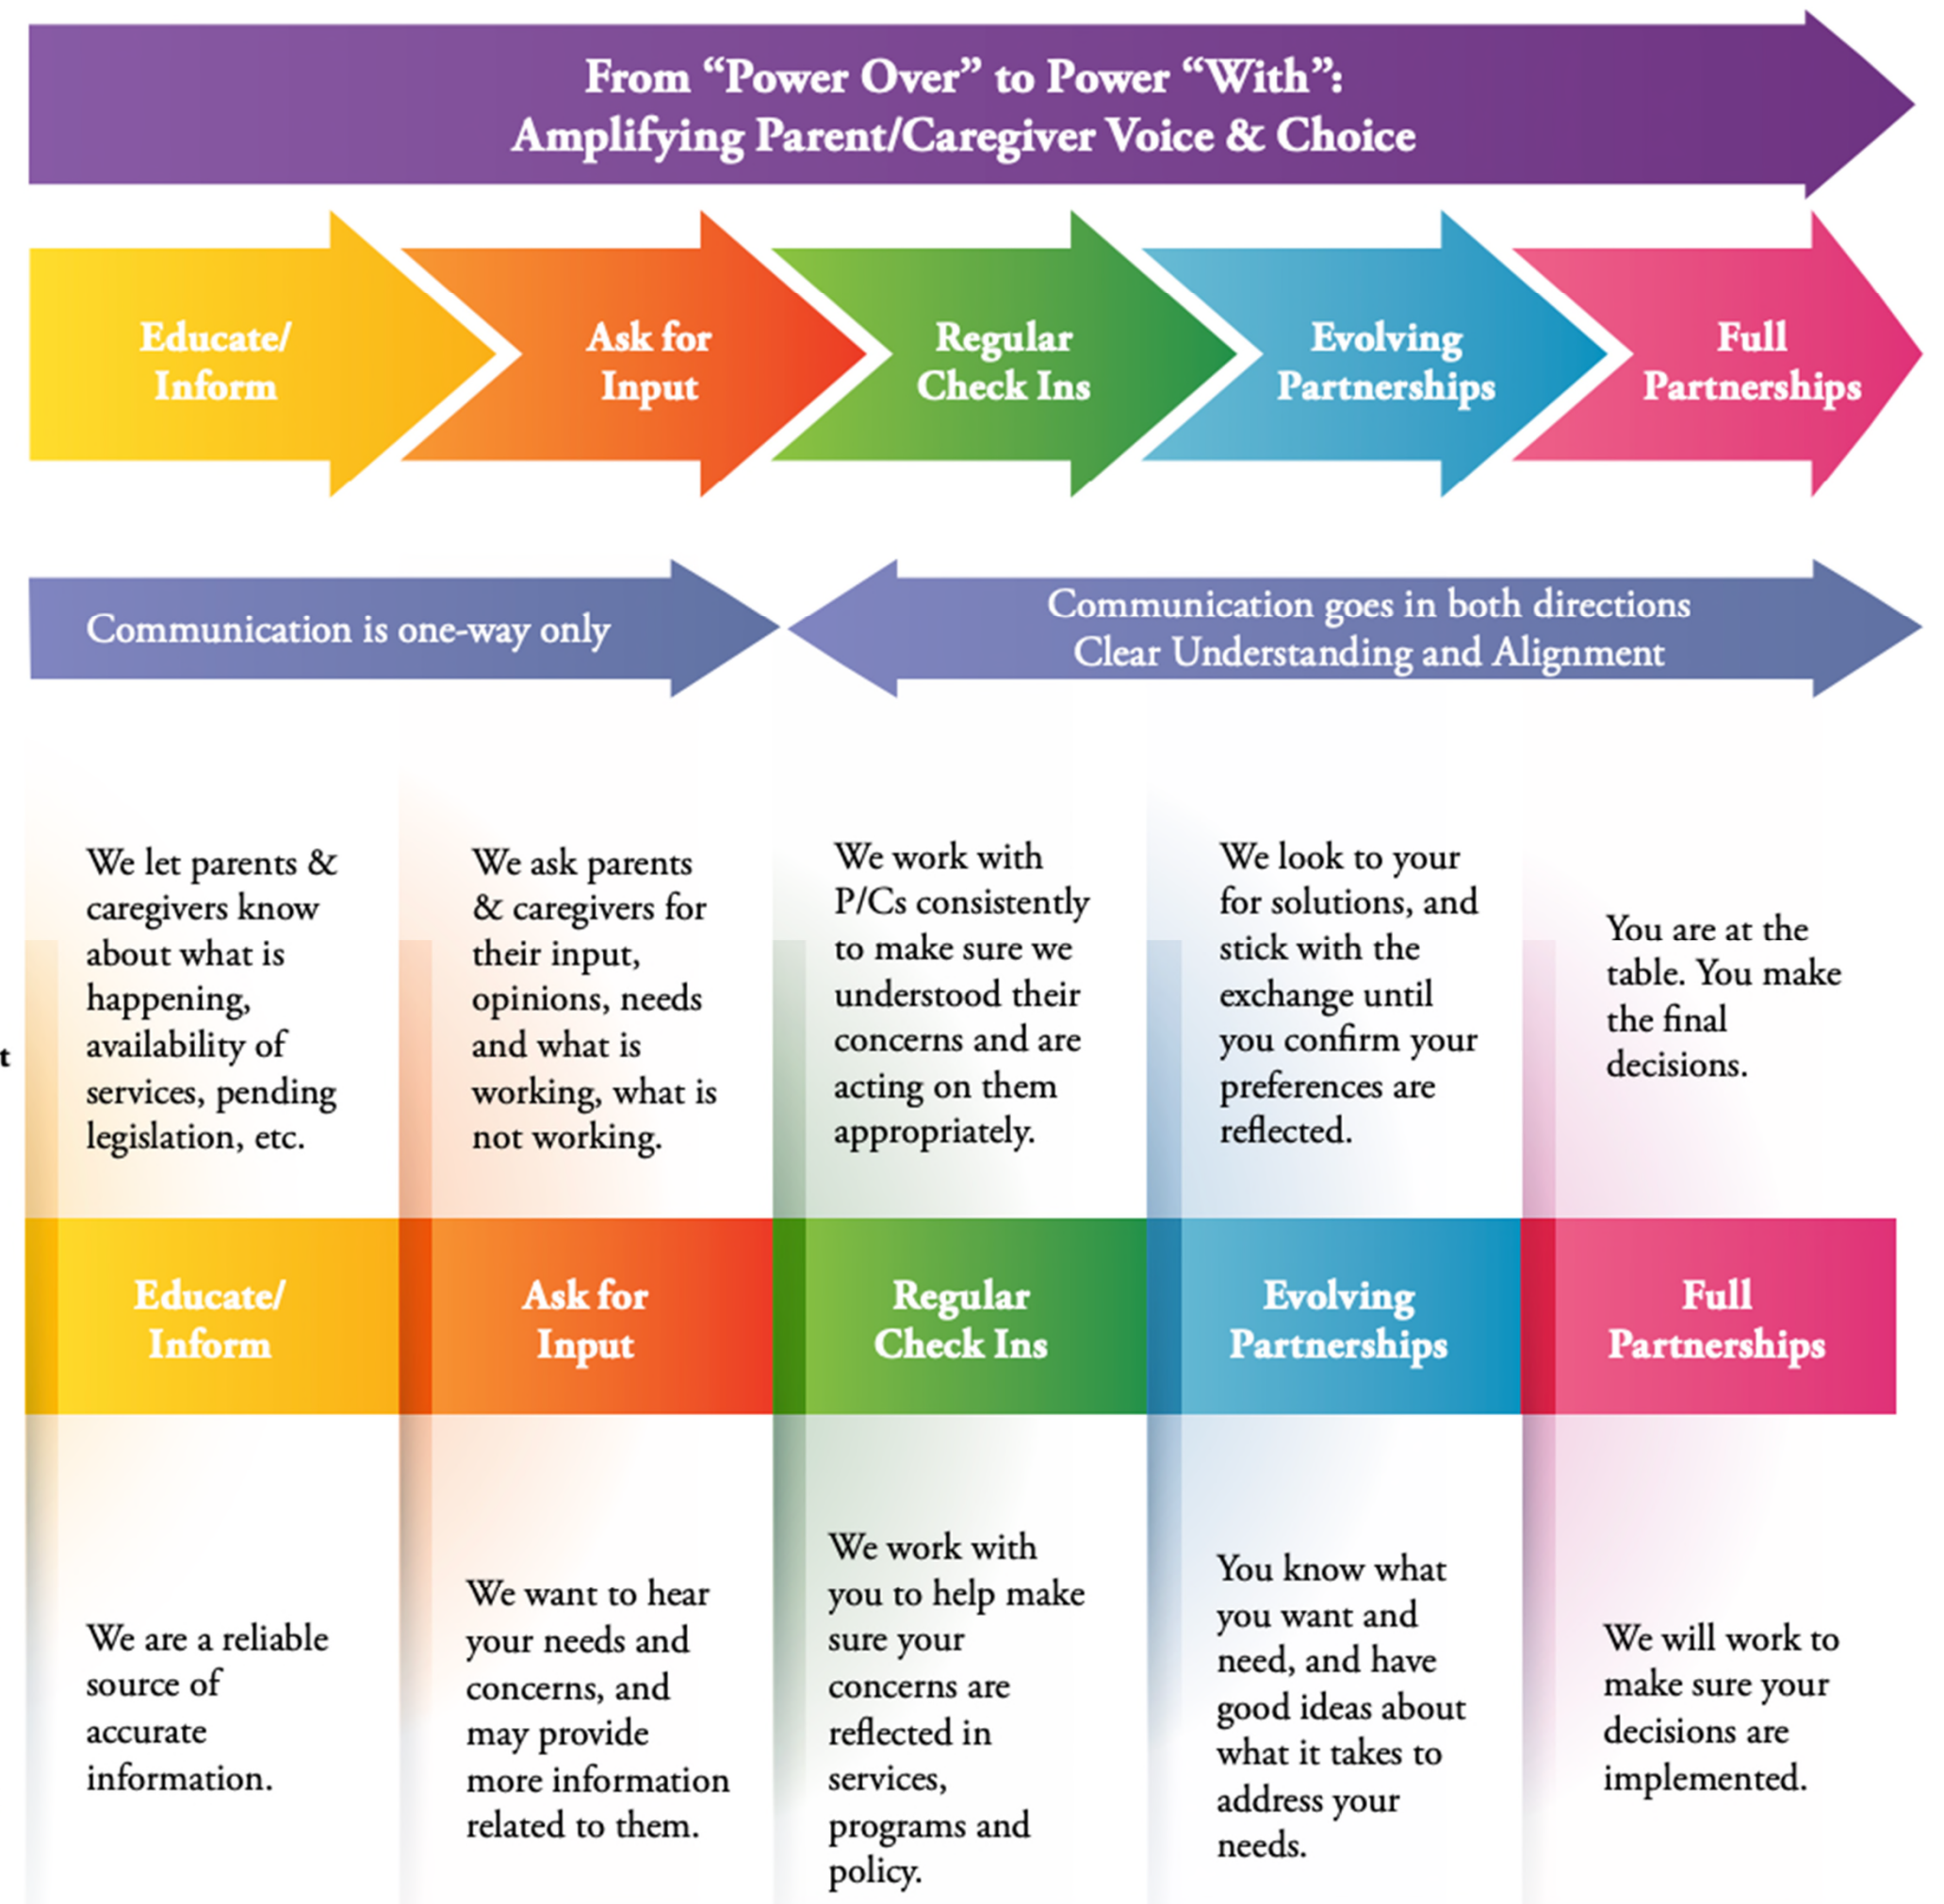 From “Power Over” to Power “With”:
Amplifying Parent/Caregiver Voice & Choice
Educate/
Inform
Ask for
Input
Regular
Check Ins
Evolving
Partnerships
Full
Partnerships
Communication is one-way only
Communication goes in both directions
Clear Understanding and Alignment
We let parents &
caregivers know
about what is
happening,
availability of
services, pending
legislation, etc.
We ask parents
& caregivers for
their input,
opinions, needs
and what is
working, what is
not working.
We work with
P/Cs consistently
to make sure we
understood their
concerns and are
acting on them
appropriately.
We look to your
for solutions, and
stick with the
exchange until
you confirm your
preferences are
reflected.
You are at the
table. You make
the final
decisions.
t
Educate/
Inform
Ask for
Input
Regular
Check Ins
Evolving
Partnerships
Full
Partnerships
We are a reliable
source of
accurate
information.
We want to hear
your needs and
concerns, and
may provide
more information
related to them.
We work with
you to help make
sure your
concerns are
reflected in
services,
programs and
policy.
You know what
you want and
need, and have
good ideas about
what it takes to
address your
needs.
We will work to
make sure your
decisions are
implemented.